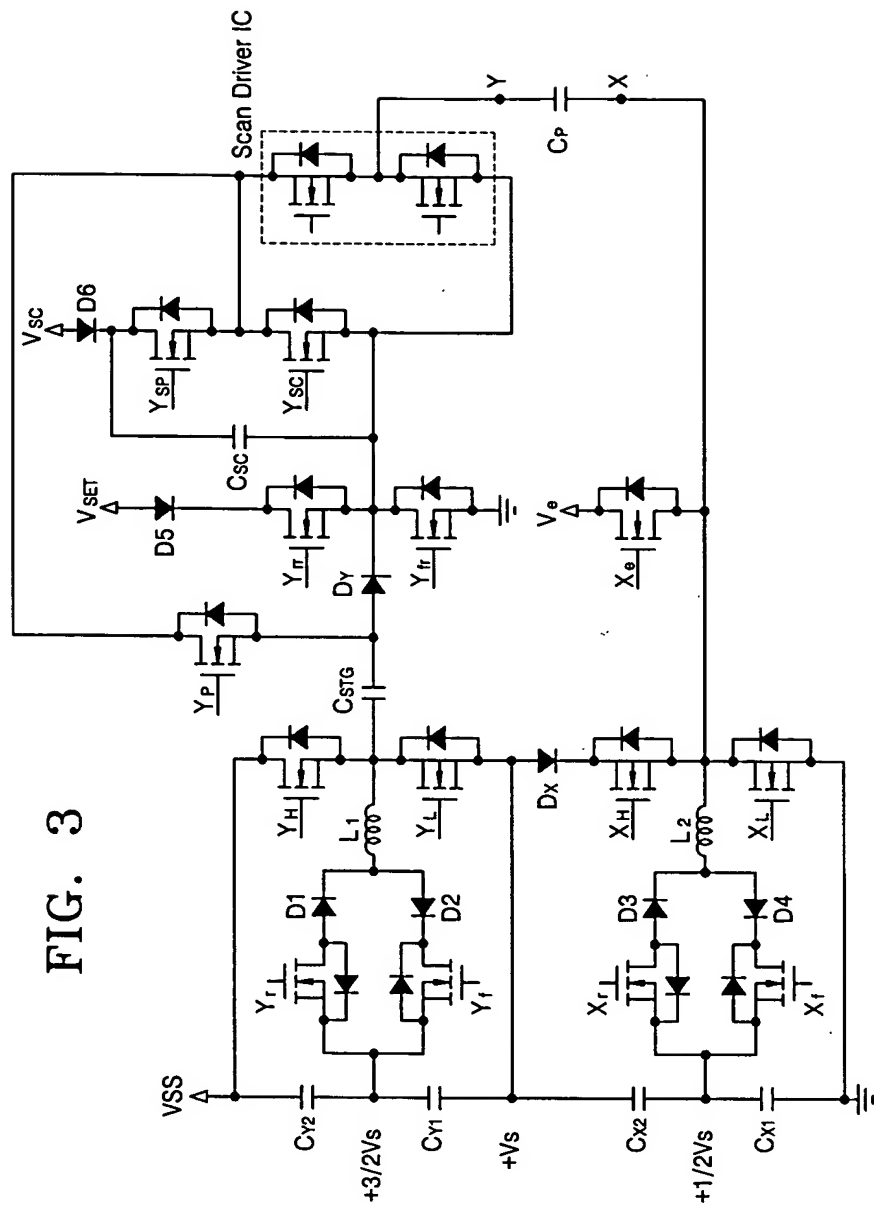 FIG. 3
VSS
CY2
+3/2Vs
CY1
+Vs
CX2
+1/2Vs
CX1
Yr
D1
D2
Yf
L1
YH
YL
CSTG
YP
DY
VSET
D5
Yrr
Yfr
CSC
VSC
D6
YSP
YSC
Scan Driver IC
Y
CP
X
Xr
D3
D4
Xf
L2
DX
XH
XL
Ve
Xe